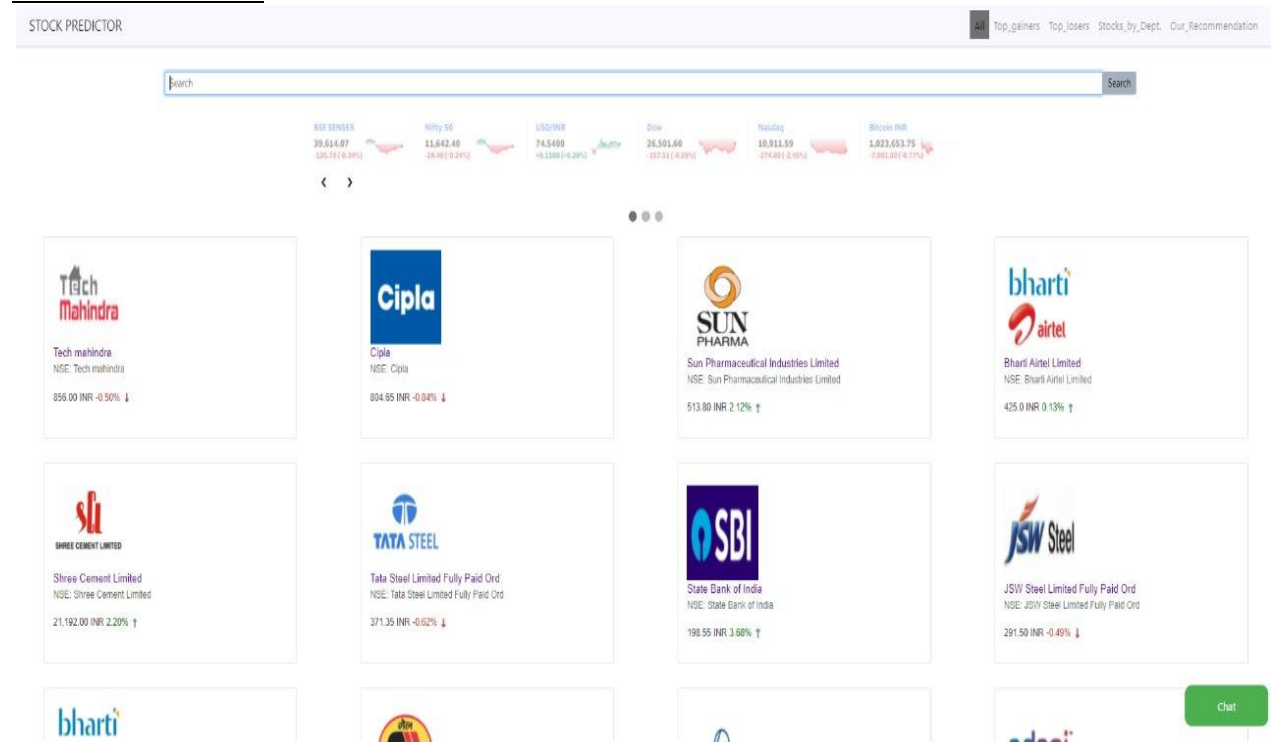 STOCK PREDICTOR
All Top_gainers Top_losers Stocks_by_Dept. Our_Recommendation
Search Search
BSE SENSEX Nifty 50 USD/INR Dow Nasdaq Bitcoin INR
39,614.07 11,642.40 74.5400 26,501.60 10,911.59 1,023,653.75
❮ ❯
Tech Mahindra
Cipla
SUN PHARMA
bharti airtel
Tech mahindra
NSE: Tech mahindra
856.00 INR -0.50% ↓
Cipla
NSE: Cipla
804.65 INR -0.84% ↓
Sun Pharmaceutical Industries Limited
NSE: Sun Pharmaceutical Industries Limited
513.80 INR 2.12% ↑
Bharti Airtel Limited
NSE: Bharti Airtel Limited
425.0 INR 0.13% ↑
SHREE CEMENT LIMITED
TATA STEEL
SBI
JSW Steel
Shree Cement Limited
NSE: Shree Cement Limited
21,192.00 INR 2.20% ↑
Tata Steel Limited Fully Paid Ord
NSE: Tata Steel Limited Fully Paid Ord
371.35 INR -0.62% ↓
State Bank of India
NSE: State Bank of India
198.55 INR 3.68% ↑
JSW Steel Limited Fully Paid Ord
NSE: JSW Steel Limited Fully Paid Ord
291.50 INR -0.49% ↓
bharti
गेल
Chat